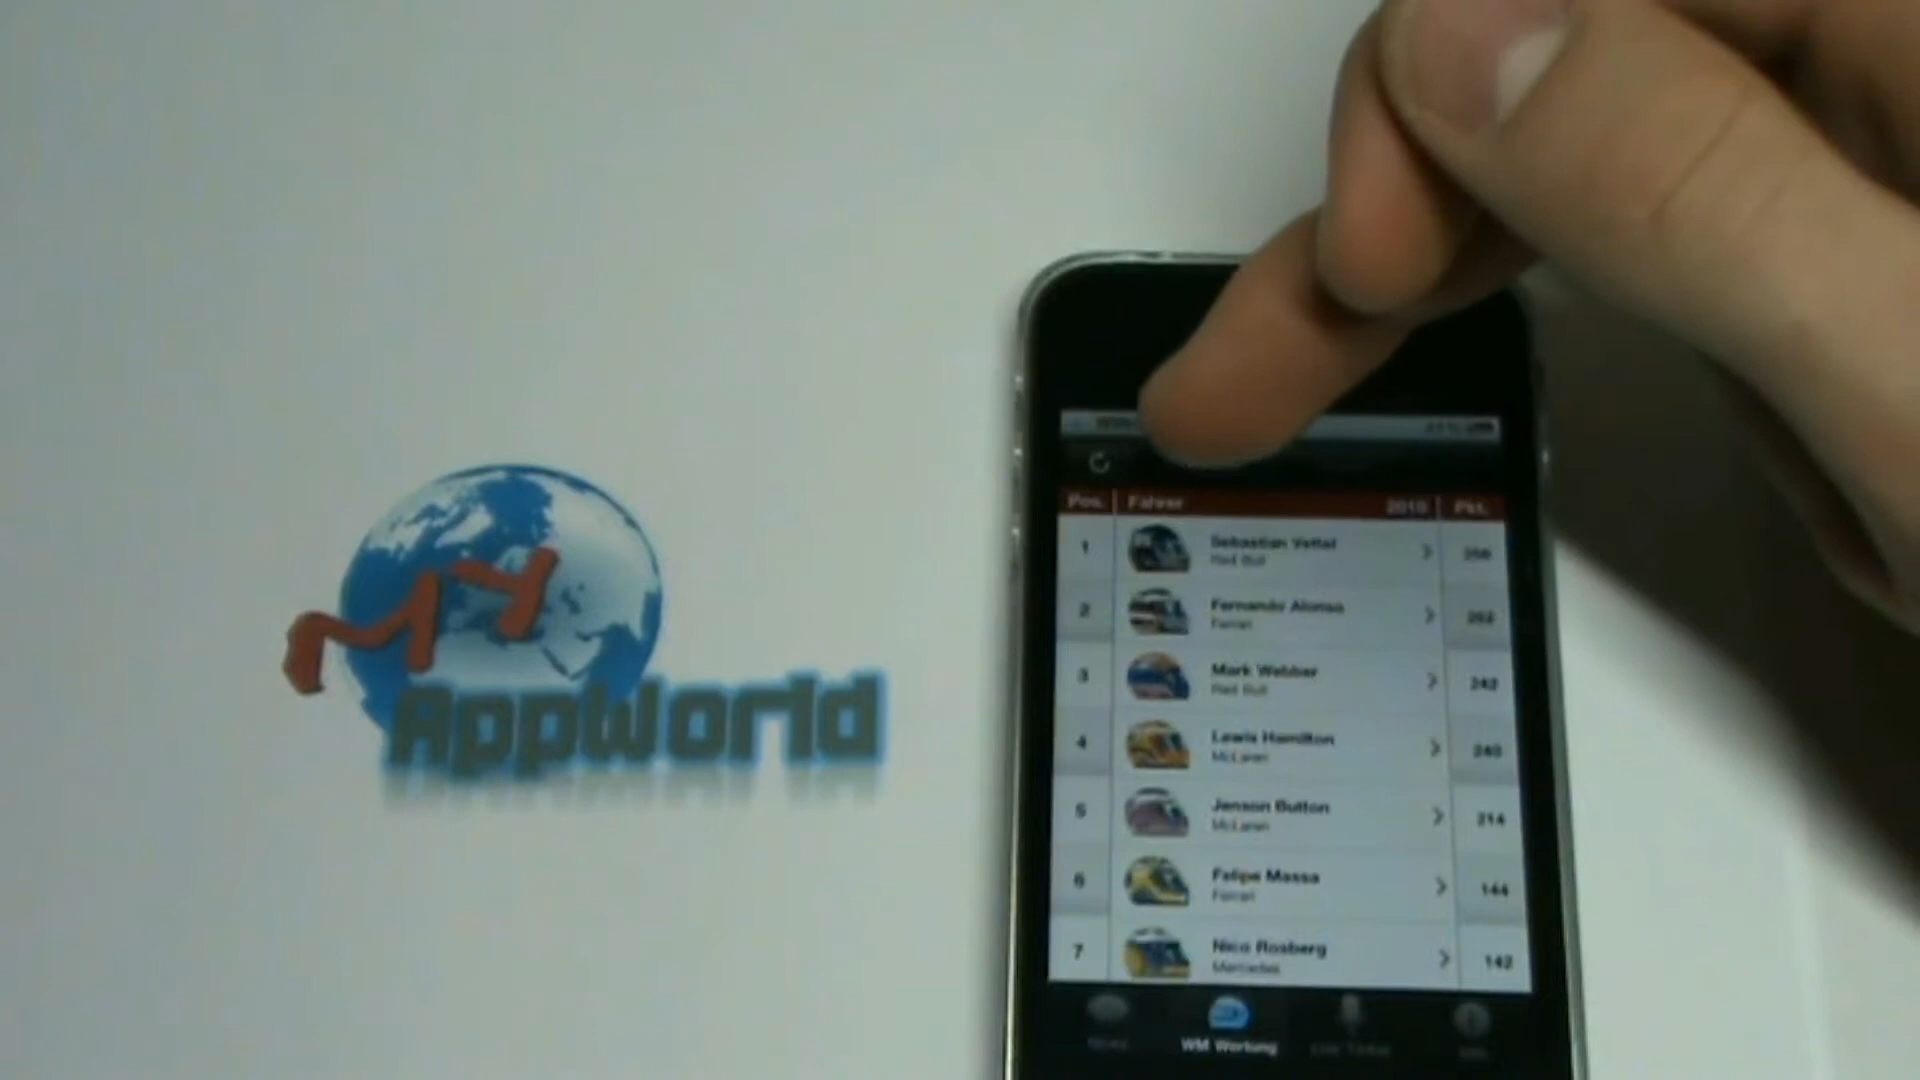 MY
AppWorld
Pos. Fahrer 2010 Pkt.
1 Sebastian Vettel 256
Red Bull
2 Fernando Alonso 252
Ferrari
3 Mark Webber 242
Red Bull
4 Lewis Hamilton 240
McLaren
5 Jenson Button 214
McLaren
6 Felipe Massa 144
Ferrari
7 Nico Rosberg 142
Mercedes
News WM Wertung Live Ticker